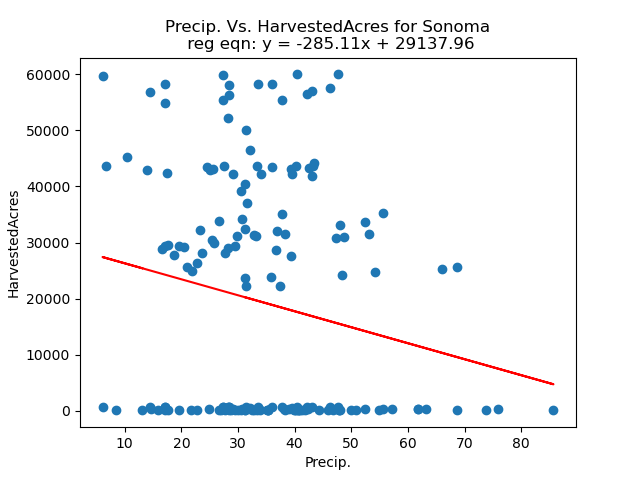 Precip. Vs. HarvestedAcres for Sonoma
reg eqn: y = -285.11x + 29137.96
60000
50000
40000
30000
20000
10000
0
HarvestedAcres
10 20 30 40 50 60 70 80
Precip.